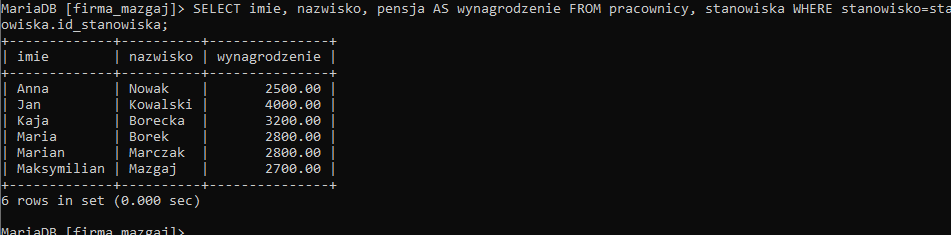 MariaDB [firma_mazgaj]> SELECT imie, nazwisko, pensja AS wynagrodzenie FROM pracownicy, stanowiska WHERE stanowisko=sta
owiska.id_stanowiska;
+-------------+----------+---------------+
| imie        | nazwisko | wynagrodzenie |
+-------------+----------+---------------+
| Anna        | Nowak    |       2500.00 |
| Jan         | Kowalski |       4000.00 |
| Kaja        | Borecka  |       3200.00 |
| Maria       | Borek    |       2800.00 |
| Marian      | Marczak  |       2800.00 |
| Maksymilian | Mazgaj   |       2700.00 |
+-------------+----------+---------------+
6 rows in set (0.000 sec)
MariaDB [firma_mazgaj]>